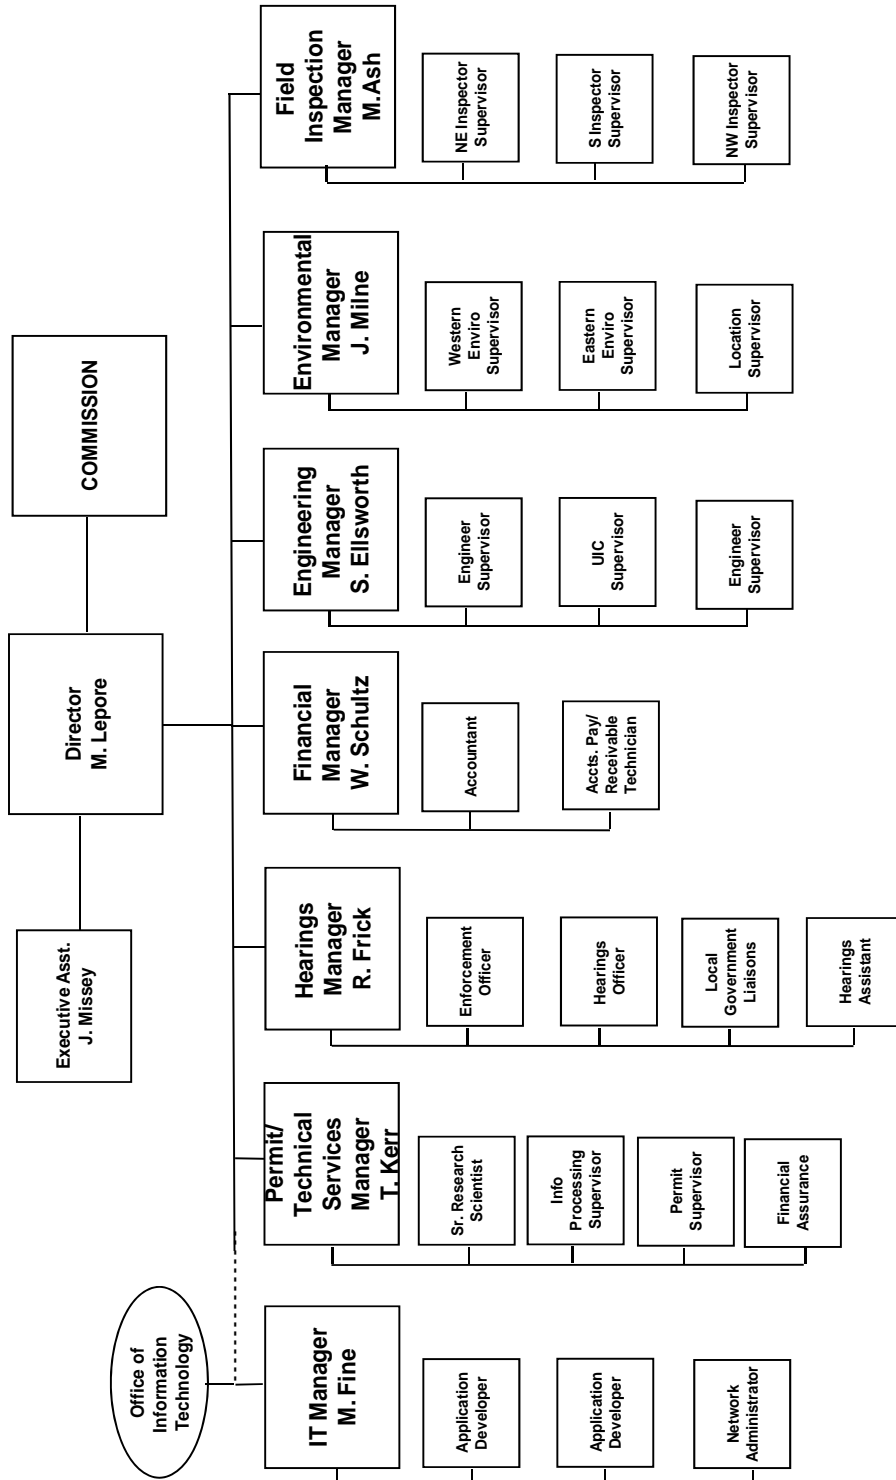 COMMISSION
Director
M. Lepore
Executive Asst.
J. Missey
Office of
Information
Technology
IT Manager
M. Fine
Application
Developer
Application
Developer
Network
Administrator
Permit/
Technical
Services
Manager
T. Kerr
Sr. Research
Scientist
Info
Processing
Supervisor
Permit
Supervisor
Financial
Assurance
Hearings
Manager
R. Frick
Enforcement
Officer
Hearings
Officer
Local
Government
Liaisons
Hearings
Assistant
Financial
Manager
W. Schultz
Accountant
Accts. Pay/
Receivable
Technician
Engineering
Manager
S. Ellsworth
Engineer
Supervisor
UIC
Supervisor
Engineer
Supervisor
Environmental
Manager
J. Milne
Western
Enviro
Supervisor
Eastern
Enviro
Supervisor
Location
Supervisor
Field
Inspection
Manager
M.Ash
NE Inspector
Supervisor
S Inspector
Supervisor
NW Inspector
Supervisor